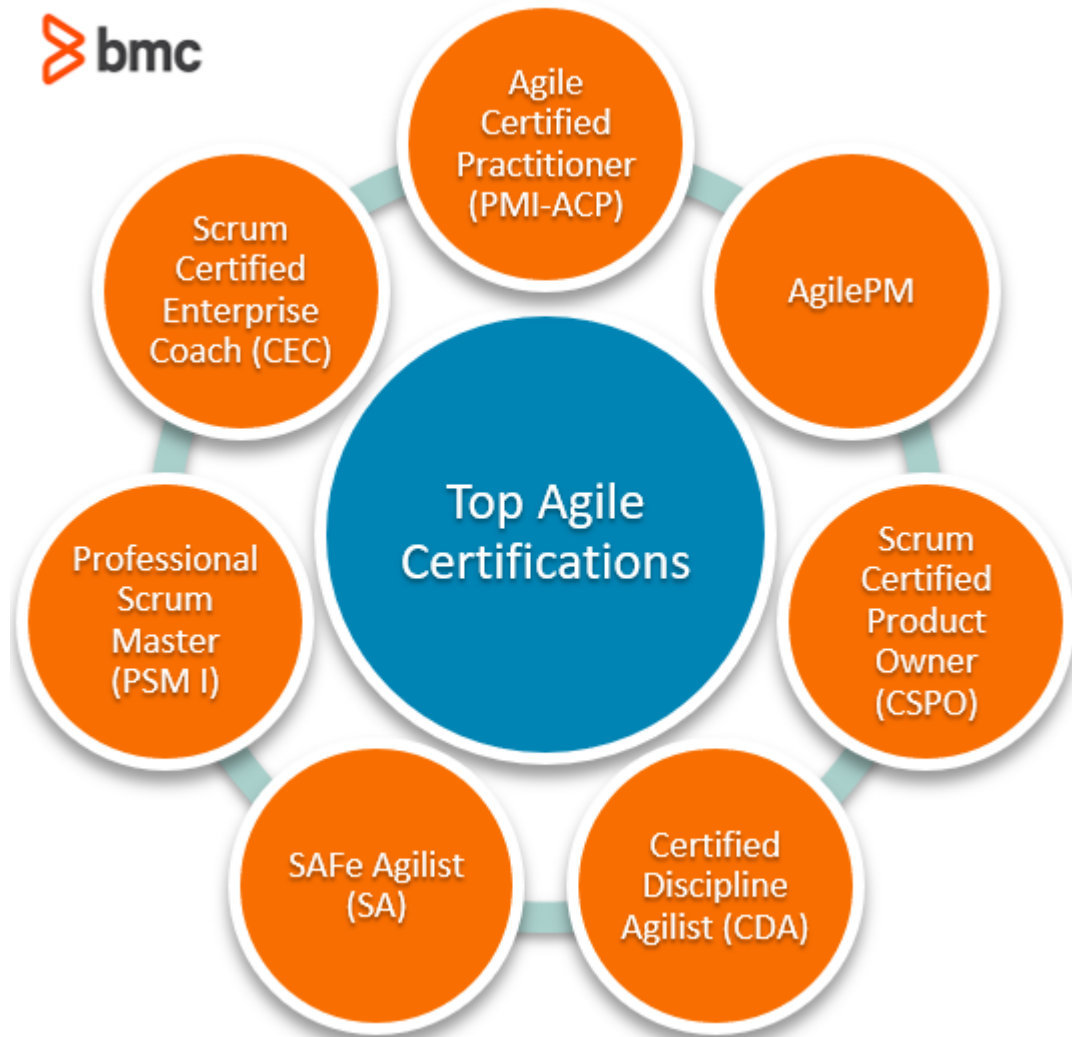 bmc
Agile
Certified
Practitioner
(PMI-ACP)
AgilePM
Scrum
Certified
Product
Owner
(CSPO)
Certified
Discipline
Agilist (CDA)
SAFe Agilist
(SA)
Professional
Scrum
Master
(PSM I)
Scrum
Certified
Enterprise
Coach (CEC)
Top Agile
Certifications